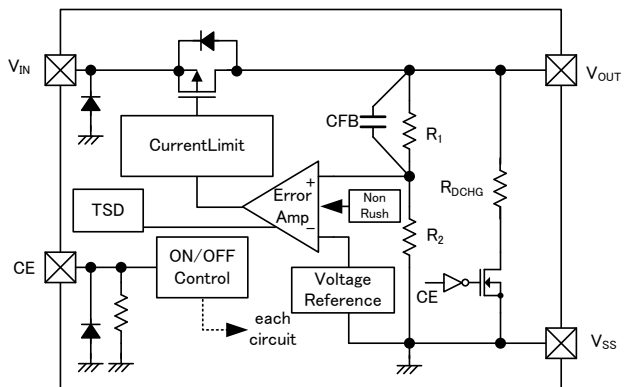 VIN
VOUT
CFB
R1
CurrentLimit
RDCHG
+
Error
Amp
−
Non
Rush
TSD
R2
CE
ON/OFF
Control
Voltage
Reference
CE
each
circuit
VSS